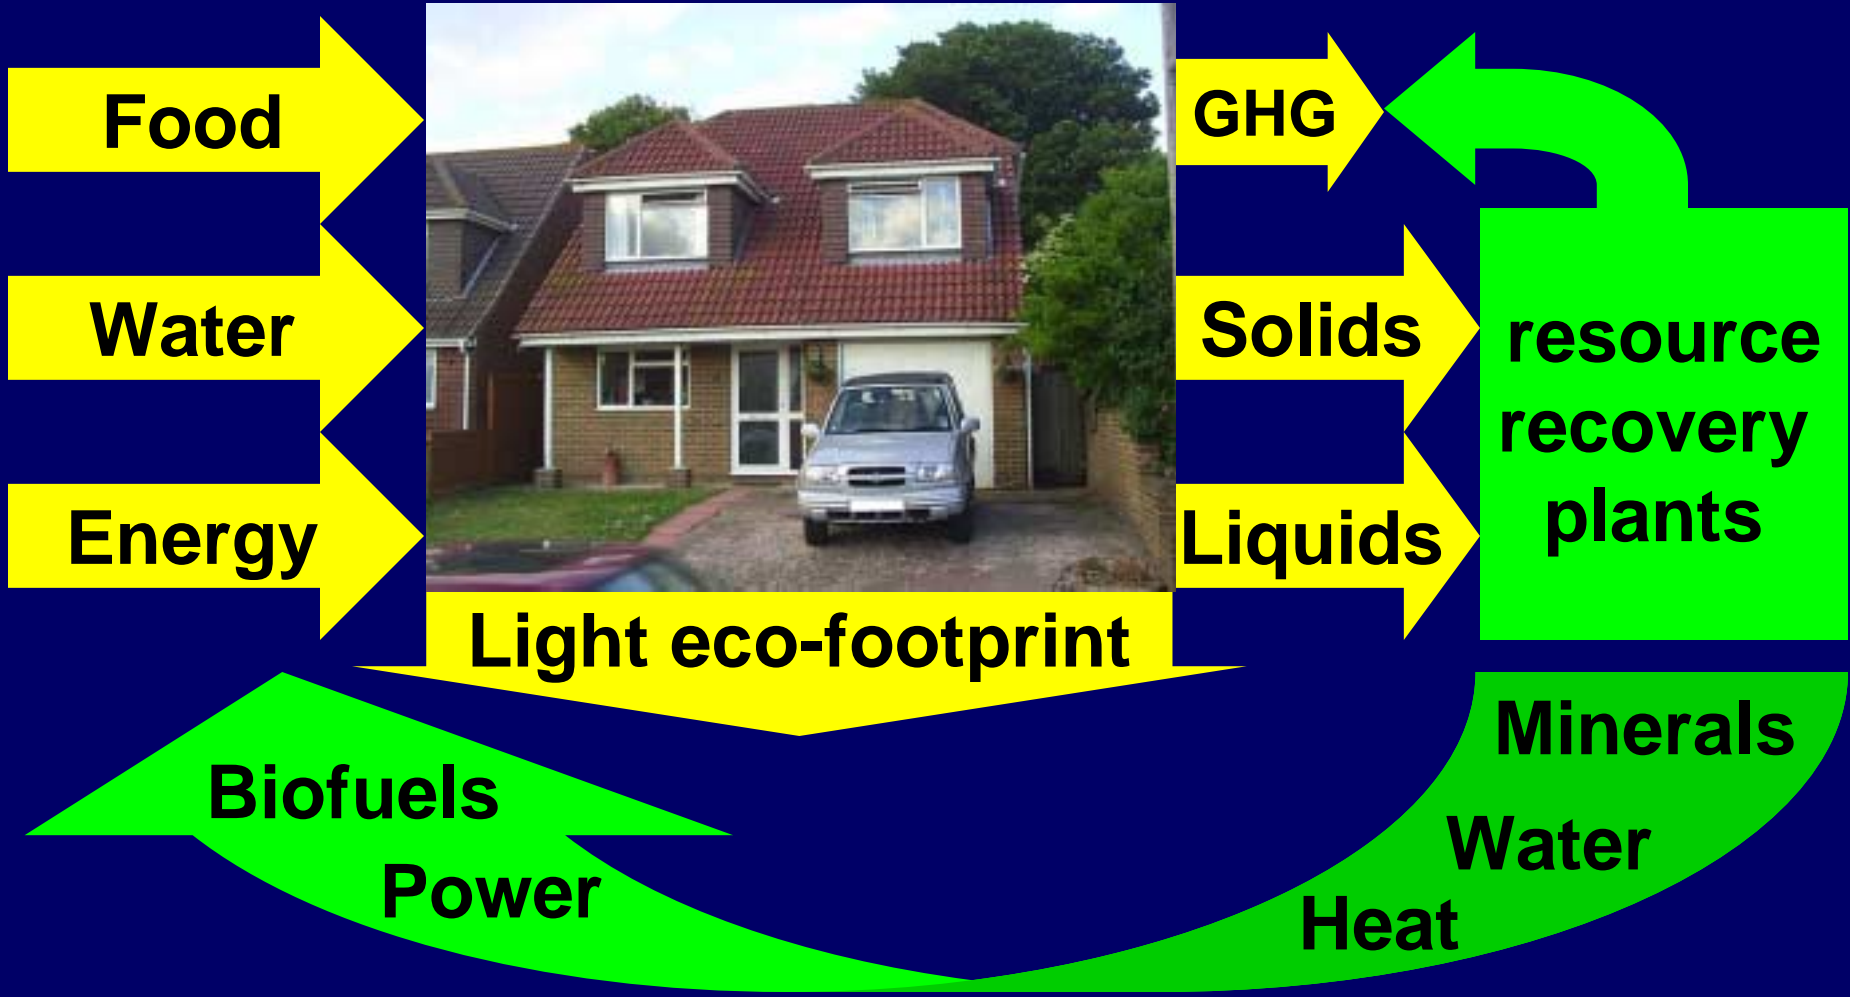 Food
Water
Energy
GHG
Solids
Liquids
resource
recovery
plants
Light eco-footprint
Minerals
Water
Heat
Power
Biofuels